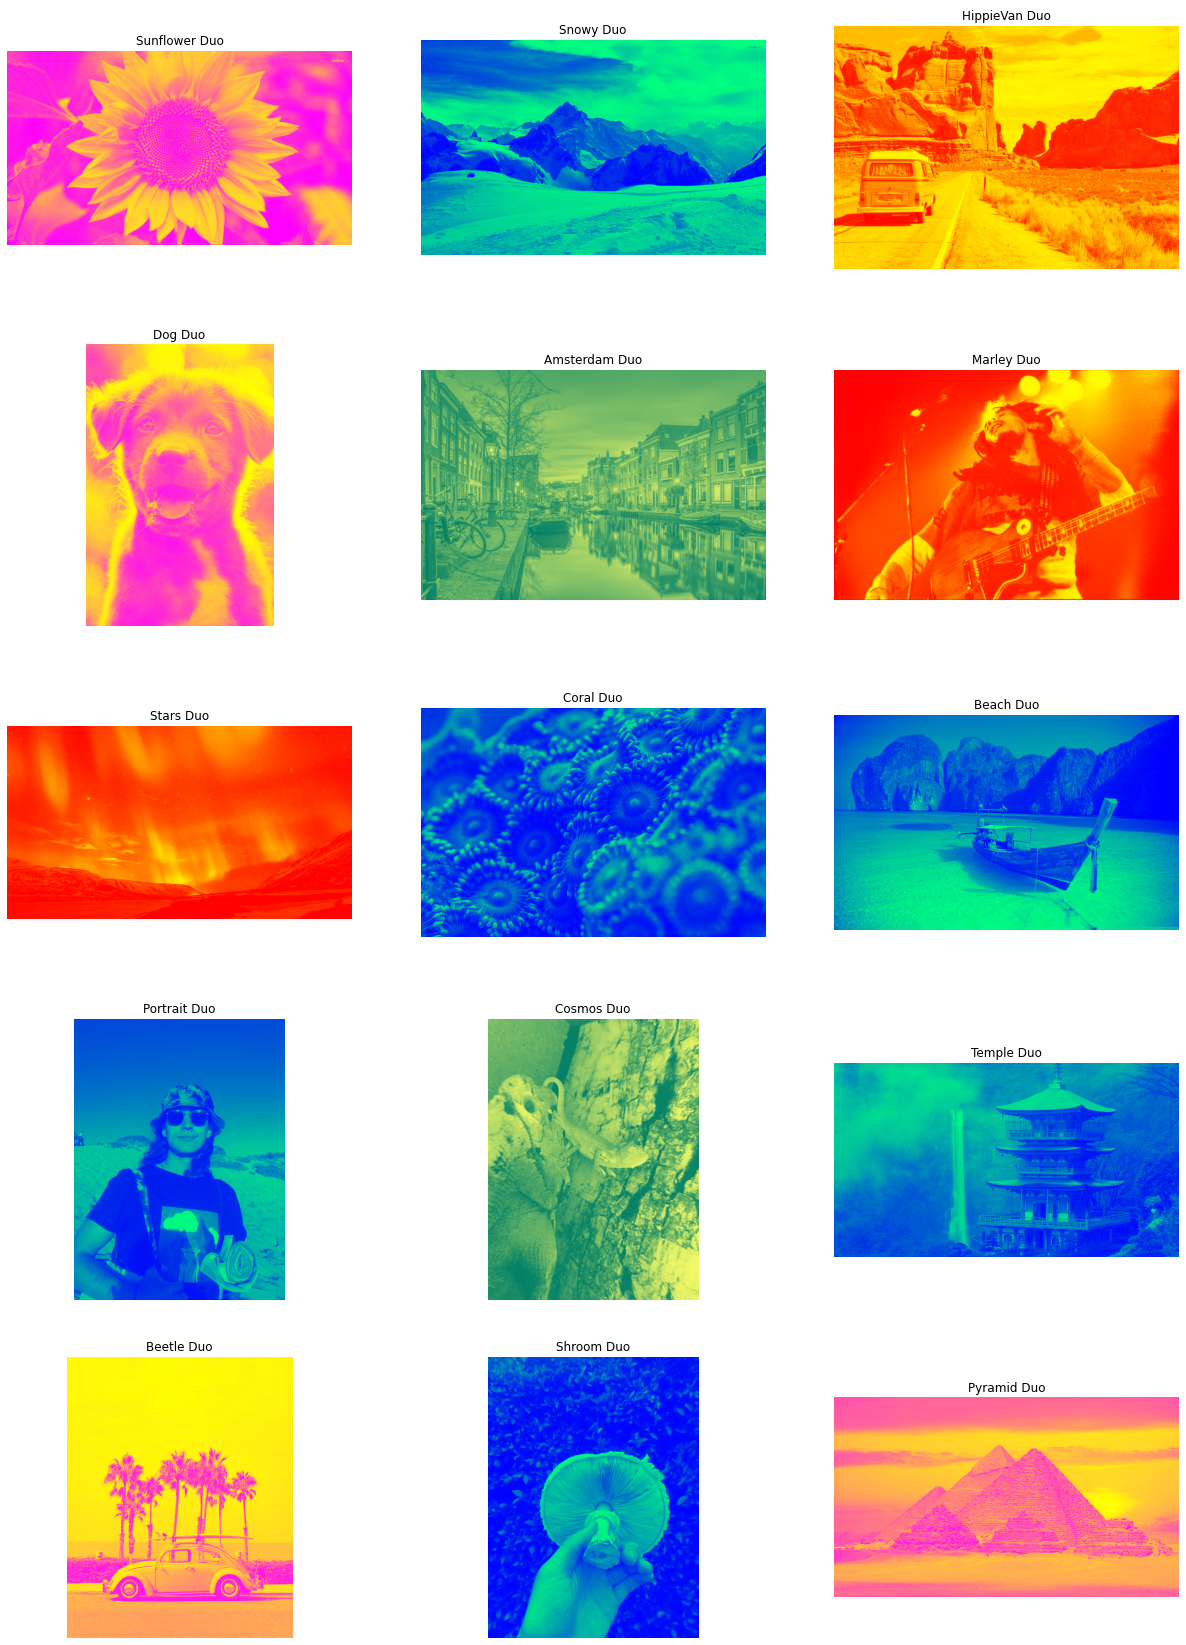 Sunflower Duo
Snowy Duo
HippieVan Duo
Dog Duo
Amsterdam Duo
Marley Duo
Stars Duo
Coral Duo
Beach Duo
Portrait Duo
Cosmos Duo
Temple Duo
Beetle Duo
Shroom Duo
Pyramid Duo